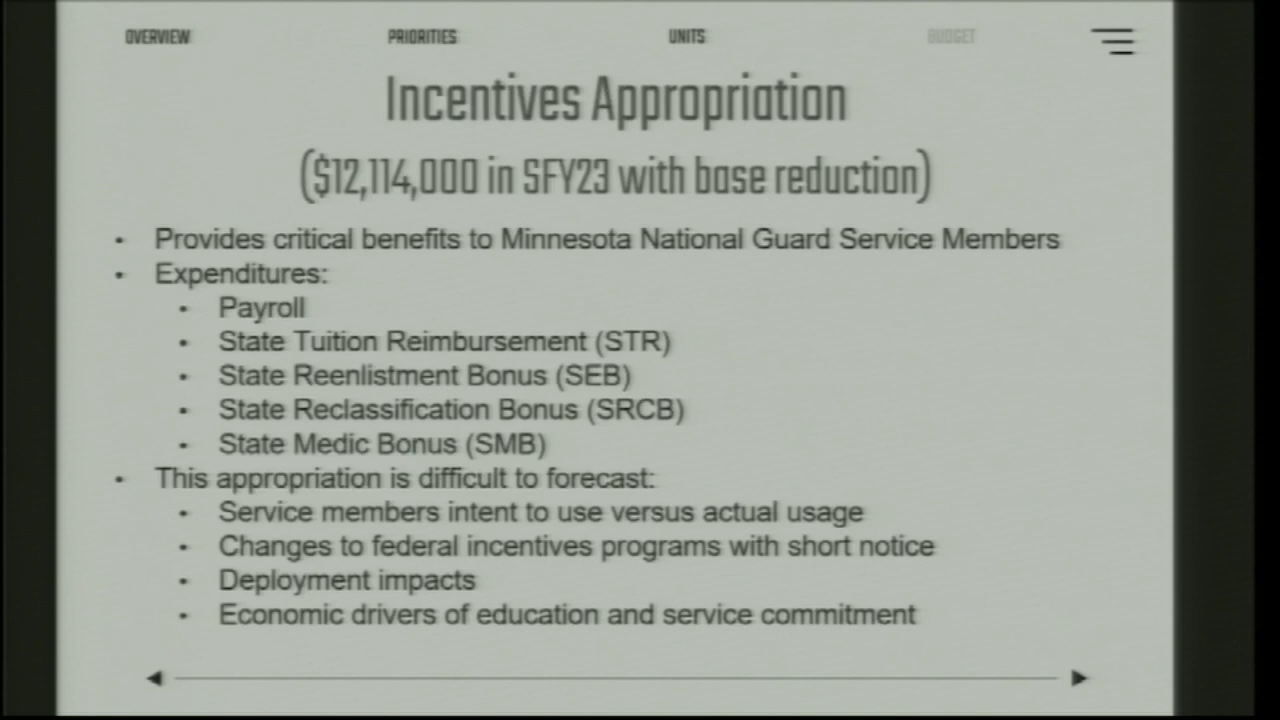 OVERVIEW PRIORITIES UNITS BUDGET
Incentives Appropriation
($12,114,000 in SFY23 with base reduction)
• Provides critical benefits to Minnesota National Guard Service Members
• Expenditures:
• Payroll
• State Tuition Reimbursement (STR)
• State Reenlistment Bonus (SEB)
• State Reclassification Bonus (SRCB)
• State Medic Bonus (SMB)
• This appropriation is difficult to forecast:
• Service members intent to use versus actual usage
• Changes to federal incentives programs with short notice
• Deployment impacts
• Economic drivers of education and service commitment